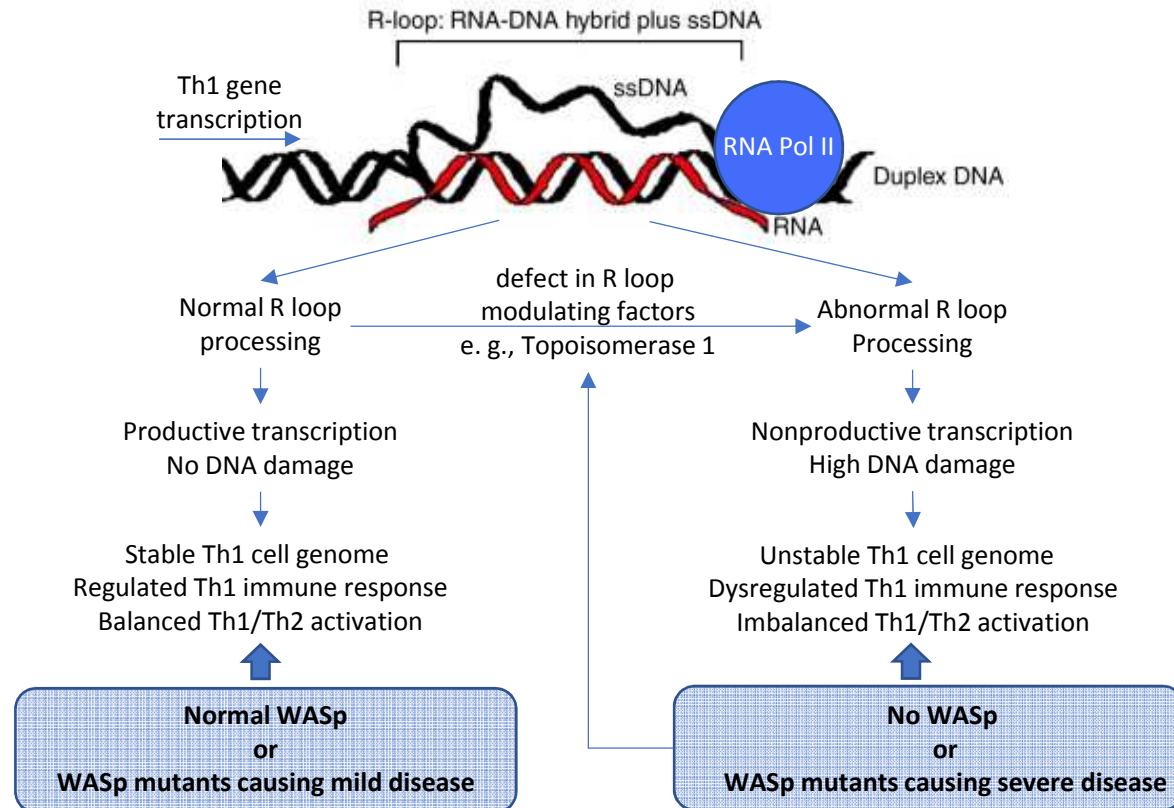 R-loop: RNA-DNA hybrid plus ssDNA
Th1 gene
transcription
ssDNA
RNA Pol II
Duplex DNA
RNA
Normal R loop
processing
defect in R loop
modulating factors
e. g., Topoisomerase 1
Abnormal R loop
Processing
Productive transcription
No DNA damage
Nonproductive transcription
High DNA damage
Stable Th1 cell genome
Regulated Th1 immune response
Balanced Th1/Th2 activation
Unstable Th1 cell genome
Dysregulated Th1 immune response
Imbalanced Th1/Th2 activation
Normal WASp
or
WASp mutants causing mild disease
No WASp
or
WASp mutants causing severe disease